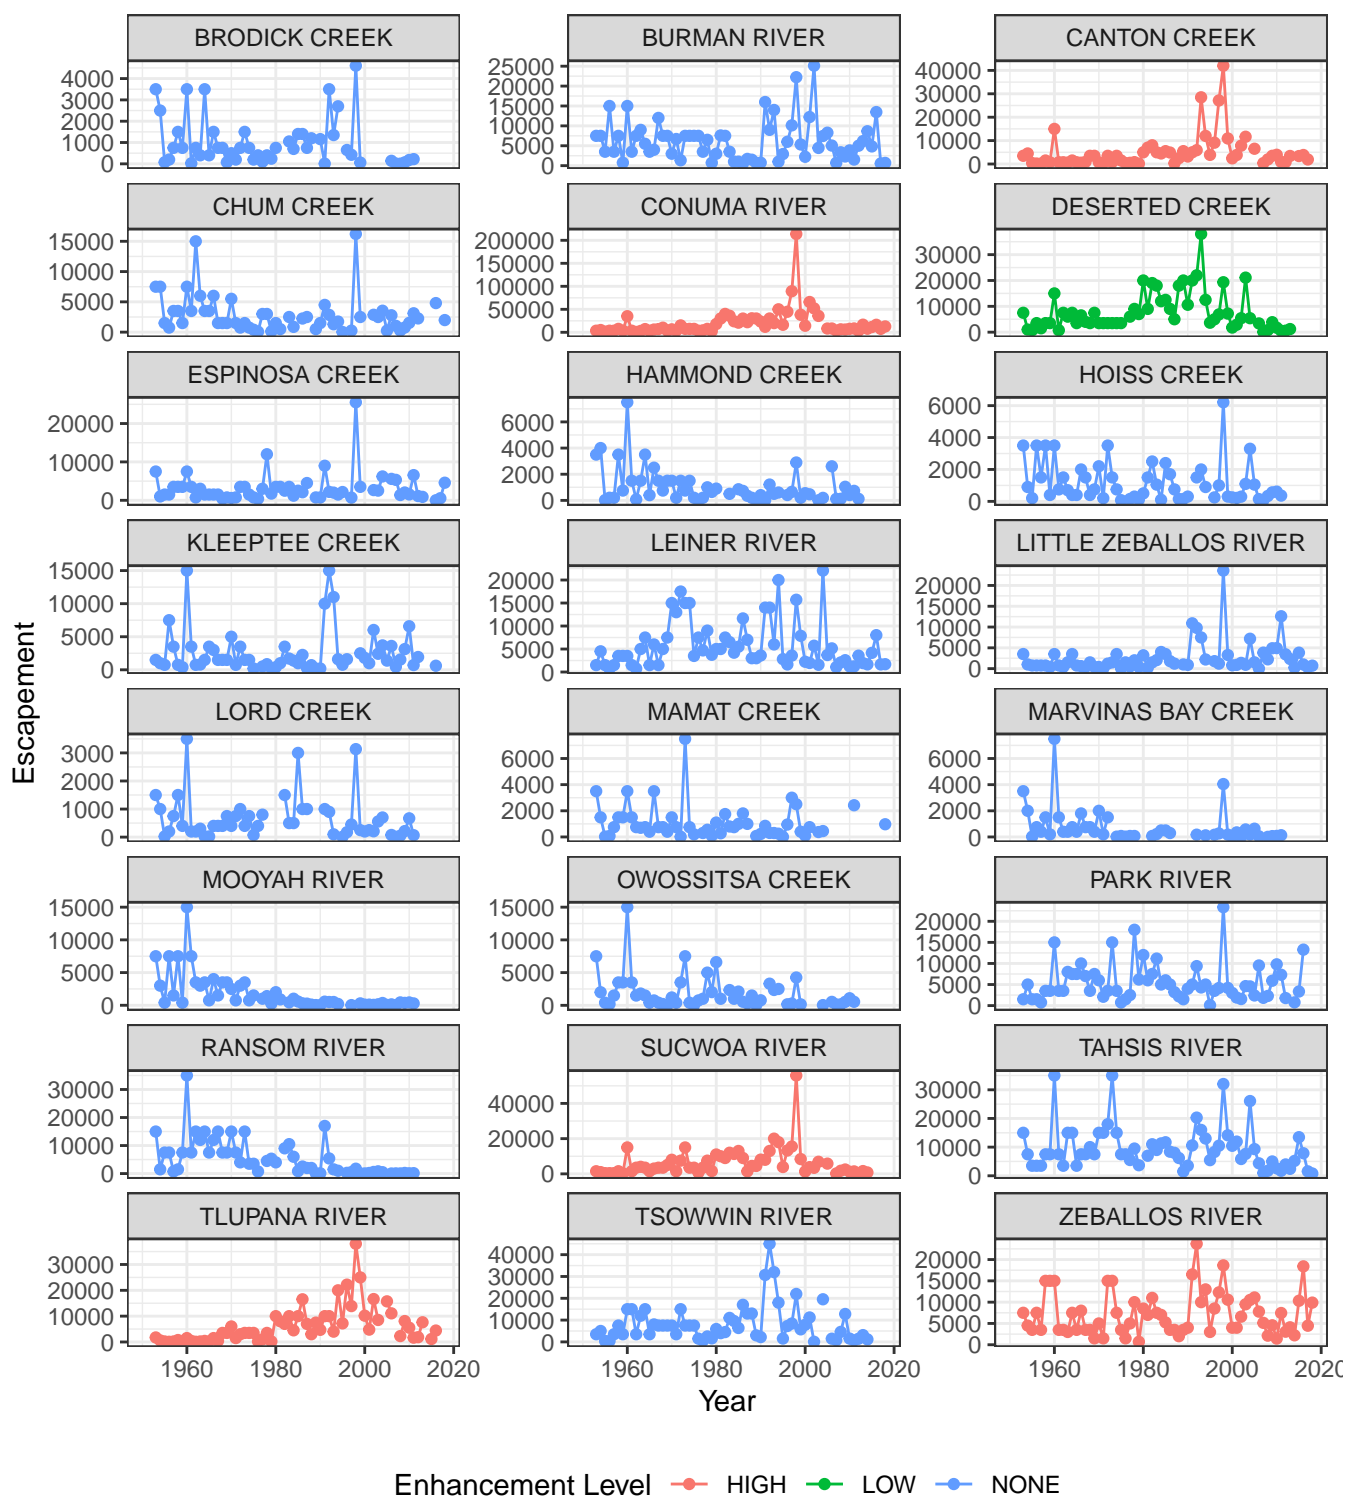 BRODICK CREEK BURMAN RIVER CANTON CREEK
4000 3000 2000 1000 0
25000 20000 15000 10000 5000 0
40000 30000 20000 10000 0
CHUM CREEK CONUMA RIVER DESERTED CREEK
15000 10000 5000 0
200000 150000 100000 50000 0
30000 20000 10000 0
ESPINOSA CREEK HAMMOND CREEK HOISS CREEK
20000 10000 0
6000 4000 2000 0
6000 4000 2000 0
KLEEPTEE CREEK LEINER RIVER LITTLE ZEBALLOS RIVER
15000 10000 5000 0
20000 15000 10000 5000 0
20000 15000 10000 5000 0
Escapement
LORD CREEK MAMAT CREEK MARVINAS BAY CREEK
3000 2000 1000 0
6000 4000 2000 0
6000 4000 2000 0
MOOYAH RIVER OWOSSITSA CREEK PARK RIVER
15000 10000 5000 0
15000 10000 5000 0
20000 15000 10000 5000 0
RANSOM RIVER SUCWOA RIVER TAHSIS RIVER
30000 20000 10000 0
40000 20000 0
30000 20000 10000 0
TLUPANA RIVER TSOWWIN RIVER ZEBALLOS RIVER
30000 20000 10000 0
40000 30000 20000 10000 0
20000 15000 10000 5000 0
1960 1980 2000 2020 1960 1980 2000 2020 1960 1980 2000 202
Year
Enhancement Level HIGH LOW NONE